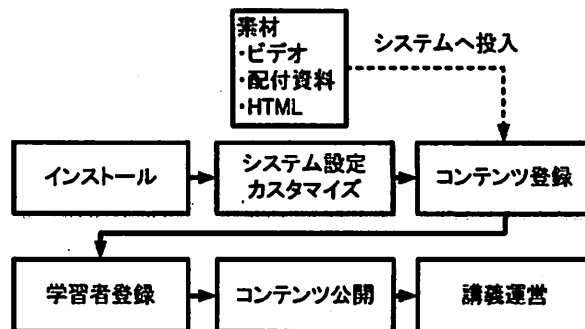 素材
・ビデオ
・配付資料
・HTML
システムへ投入
インストール
システム設定
カスタマイズ
コンテンツ登録
学習者登録
コンテンツ公開
講義運営